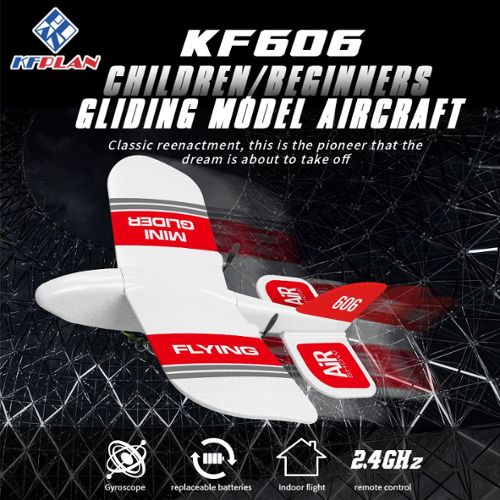 KFPLAN
KF606
CHILDREN/BEGINNERS
GLIDING MODEL AIRCRAFT
Classic reenactment, this is the pioneer that the
dream is about to take off
MINI
GLIDER
FLYING
AiR
606
AiR
Gyroscope
replaceable batteries
Indoor flight
2.4GHz
remote control